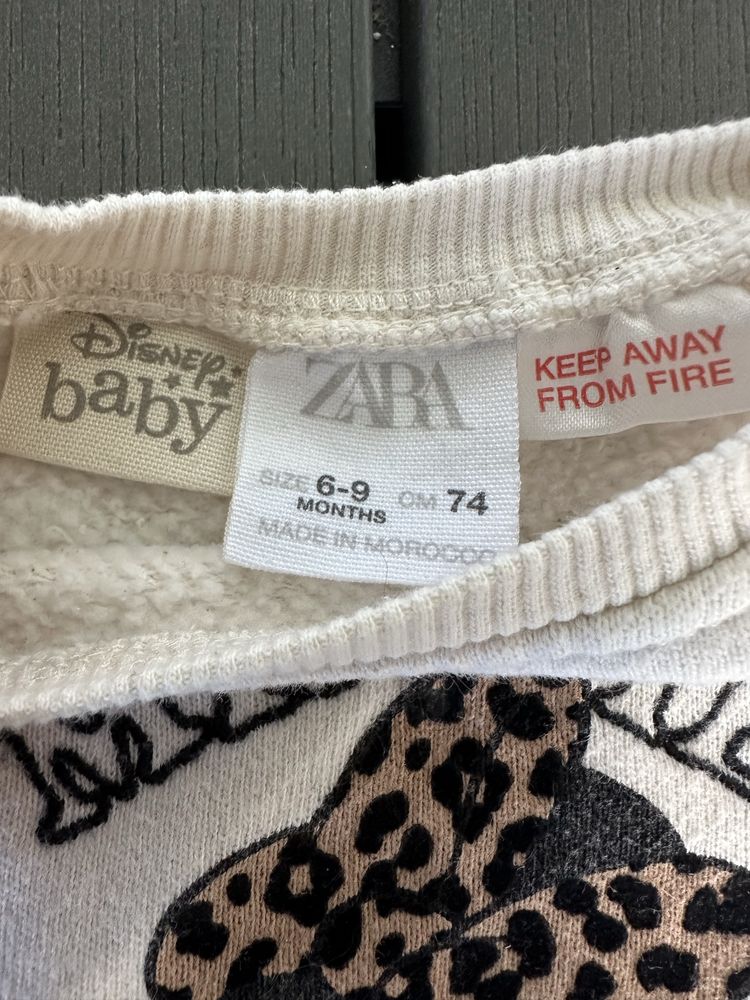 Disney
baby
ZARA
SIZE 6-9 MONTHS CM 74
MADE IN MOROCCO
KEEP AWAY
FROM FIRE